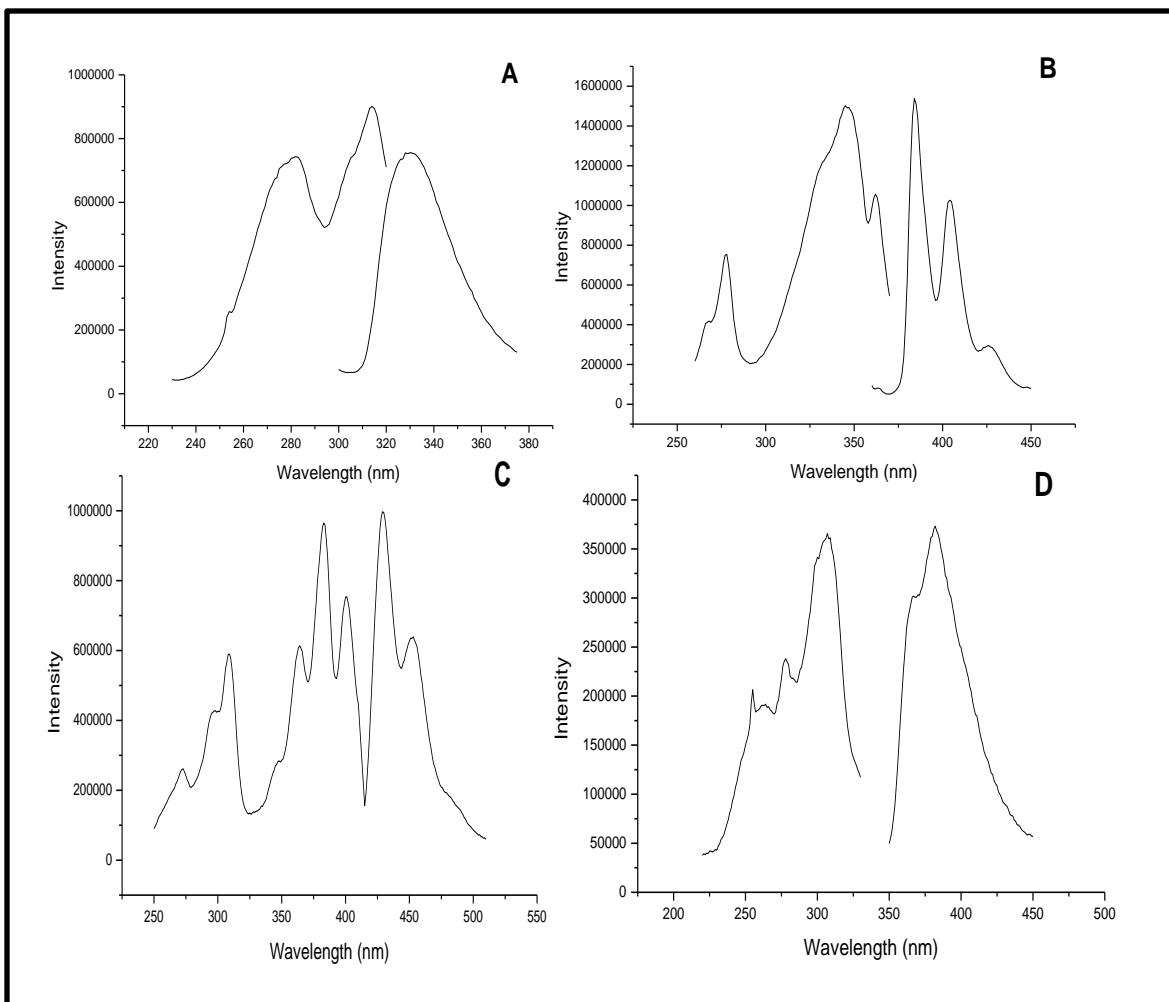 A
1000000
800000
600000
400000
200000
0
Intensity
220 240 260 280 300 320 340 360 380
Wavelength (nm)
B
1600000
1400000
1200000
1000000
800000
600000
400000
200000
0
Intensity
250 300 350 400 450
Wavelength (nm)
C
1000000
800000
600000
400000
200000
0
Intensity
250 300 350 400 450 500 550
Wavelength (nm)
D
400000
350000
300000
250000
200000
150000
100000
50000
0
Intensity
200 250 300 350 400 450 500
Wavelength (nm)